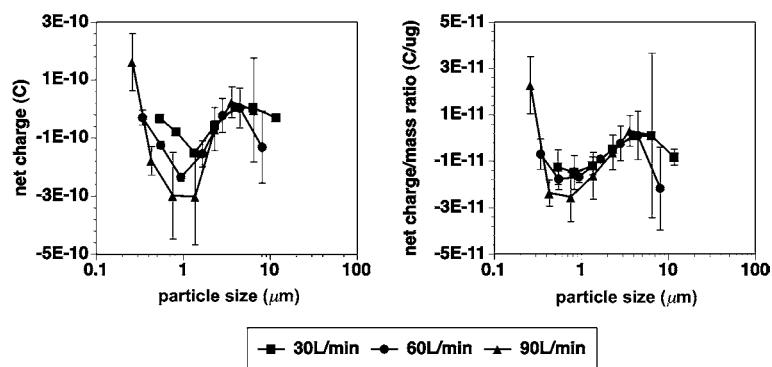 3E-10
1E-10
-1E-10
-3E-10
-5E-10
net charge (C)
0.1 1 10 100
particle size (μm)
5E-11
3E-11
1E-11
-1E-11
-3E-11
-5E-11
net charge/mass ratio (C/ug)
0.1 1 10 100
particle size (μm)
30L/min 60L/min 90L/min